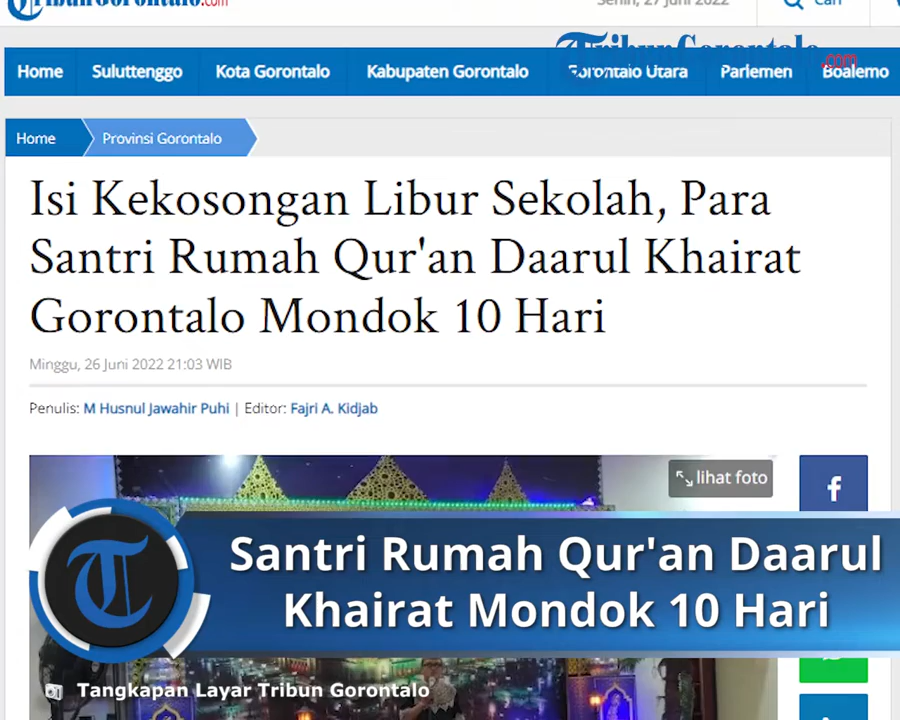 TribunGorontalo.com
Senin, 27 Juni 2022
Cari
TribunGorontalo.com
Home
Suluttenggo
Kota Gorontalo
Kabupaten Gorontalo
Gorontalo Utara
Parlemen
Boalemo
Home
Provinsi Gorontalo
Isi Kekosongan Libur Sekolah, Para
Santri Rumah Qur'an Daarul Khairat
Gorontalo Mondok 10 Hari
Minggu, 26 Juni 2022 21:03 WIB
Penulis: M Husnul Jawahir Puhi | Editor: Fajri A. Kidjab
lihat foto
f
T
Santri Rumah Qur'an Daarul
Khairat Mondok 10 Hari
Tangkapan Layar Tribun Gorontalo